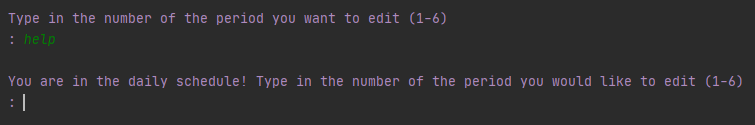 Type in the number of the period you want to edit (1-6)
: help
You are in the daily schedule! Type in the number of the period you would like to edit (1-6)
: